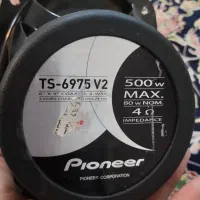 TS-6975 V2
500 w
MAX.
80 w NOM.
4 Ω
IMPEDANCE
Pioneer
PIONEER CORPORATION